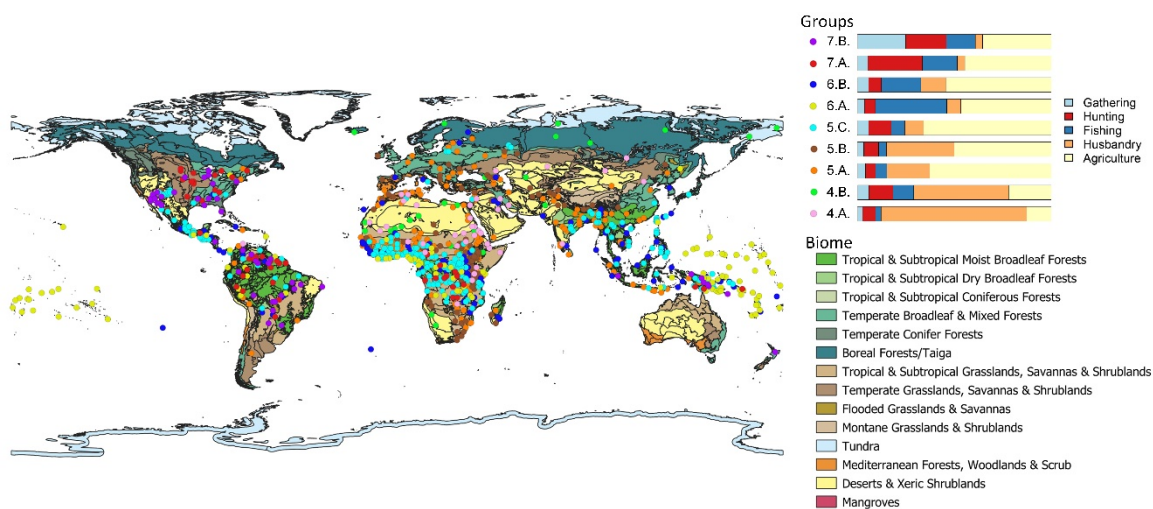 Groups
7.B.
7.A.
6.B.
6.A.
5.C.
5.B.
5.A.
4.B.
4.A.
Gathering
Hunting
Fishing
Husbandry
Agriculture
Biome
Tropical & Subtropical Moist Broadleaf Forests
Tropical & Subtropical Dry Broadleaf Forests
Tropical & Subtropical Coniferous Forests
Temperate Broadleaf & Mixed Forests
Temperate Conifer Forests
Boreal Forests/Taiga
Tropical & Subtropical Grasslands, Savannas & Shrublands
Temperate Grasslands, Savannas & Shrublands
Flooded Grasslands & Savannas
Montane Grasslands & Shrublands
Tundra
Mediterranean Forests, Woodlands & Scrub
Deserts & Xeric Shrublands
Mangroves